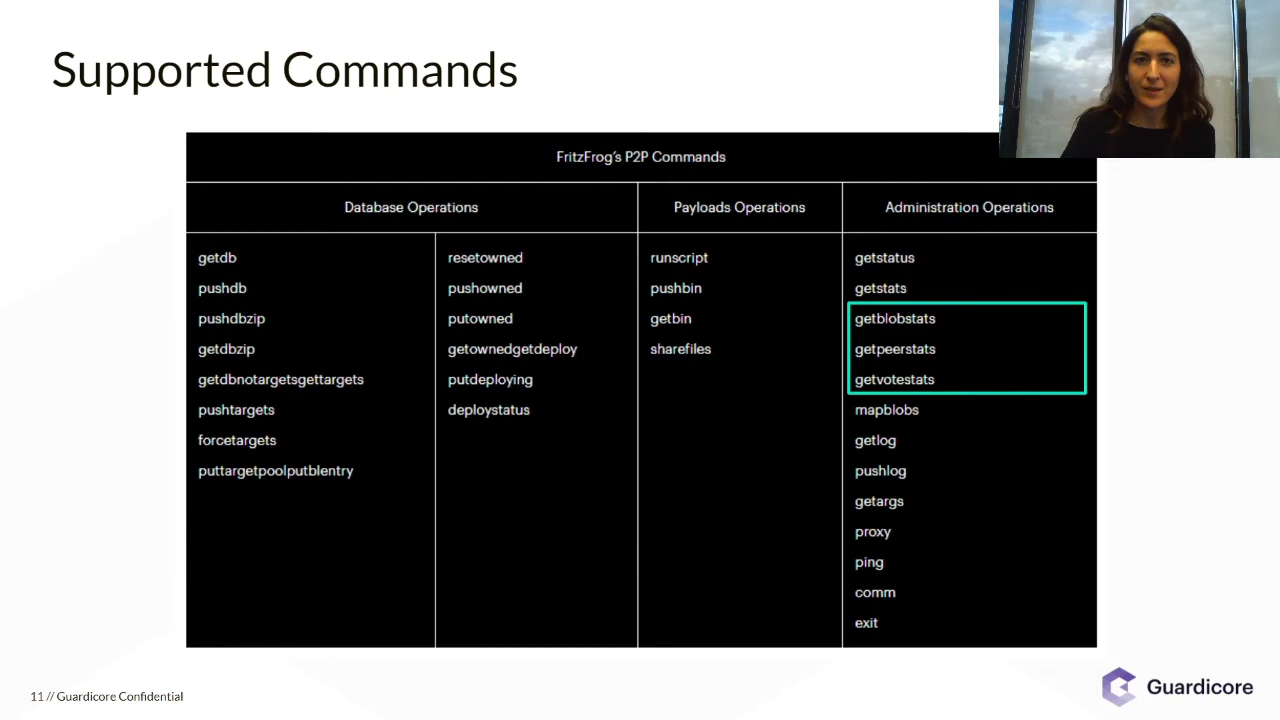 Supported Commands
FritzFrog's P2P Commands
Database Operations
Payloads Operations
Administration Operations
getdb
pushdb
pushdbzip
getdbzip
getdbnotargetsgettargets
pushtargets
forcetargets
puttargetpoolputblentry
resetowned
pushowned
putowned
getownedgetdeploy
putdeploying
deploystatus
runscript
pushbin
getbin
sharefiles
getstatus
getstats
getblobstats
getpeerstats
getvotestats
mapblobs
getlog
pushlog
getargs
proxy
ping
comm
exit
11 // Guardicore Confidential
Guardicore